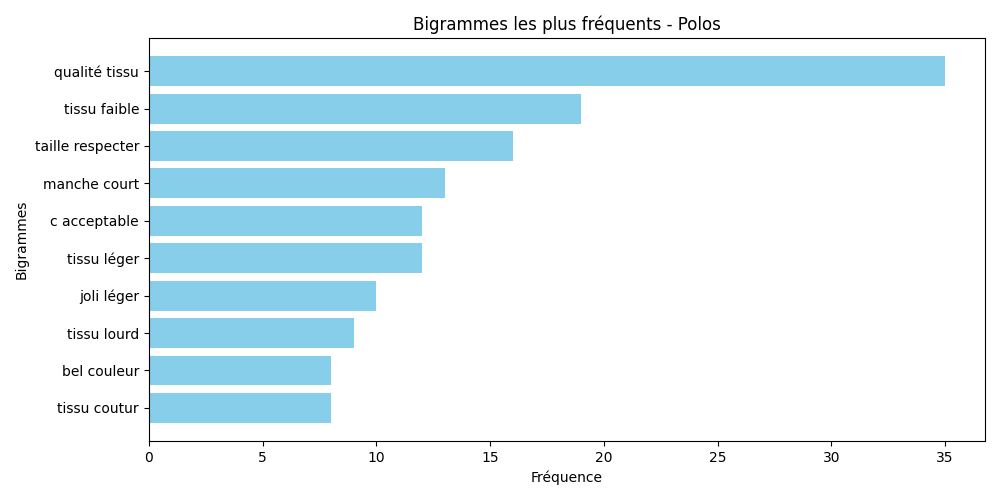 Bigrammes les plus fréquents - Polos
qualité tissu
tissu faible
taille respecter
manche court
c acceptable
tissu léger
joli léger
tissu lourd
bel couleur
tissu coutur
Bigrammes
0 5 10 15 20 25 30 35
Fréquence